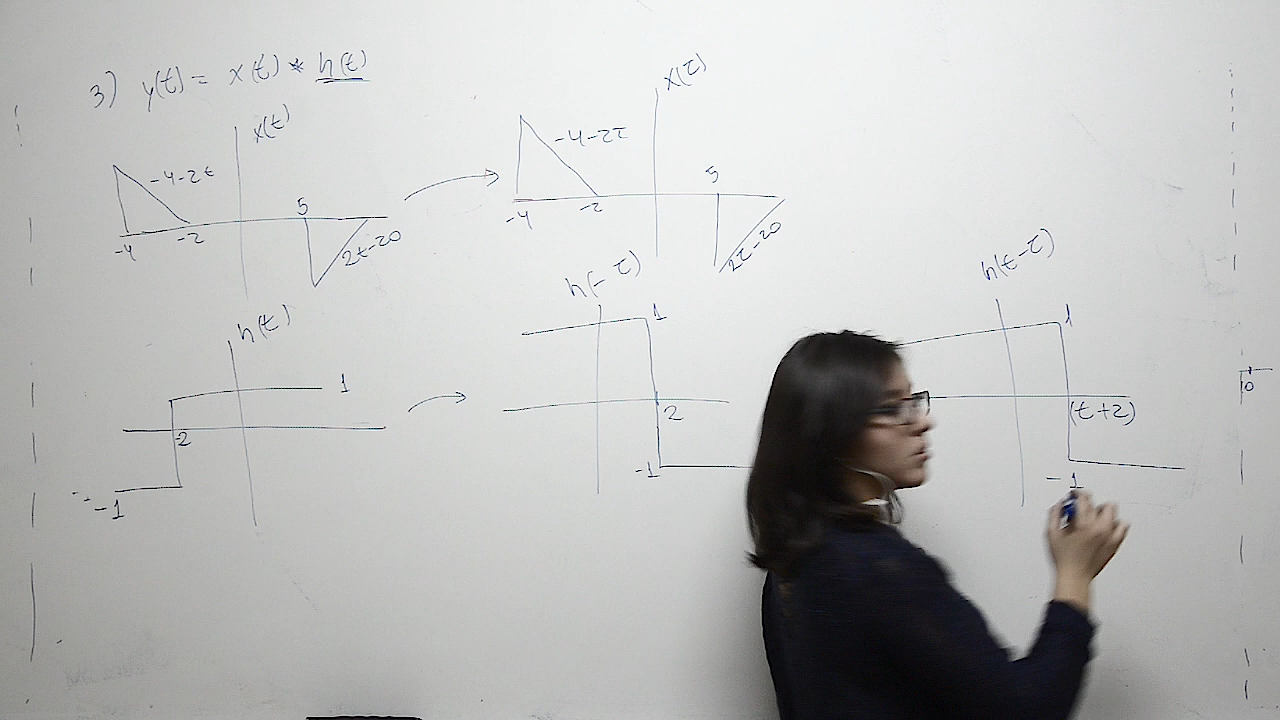 3) y(t) = x(t) * h(t)
x(t)
-4-2t
-4
-2
5
2t-20
x(τ)
-4-2τ
-4
-2
5
2τ-20
h(t)
1
2
-1
h(-τ)
1
2
-1
h(t-τ)
1
(t+2)
-1